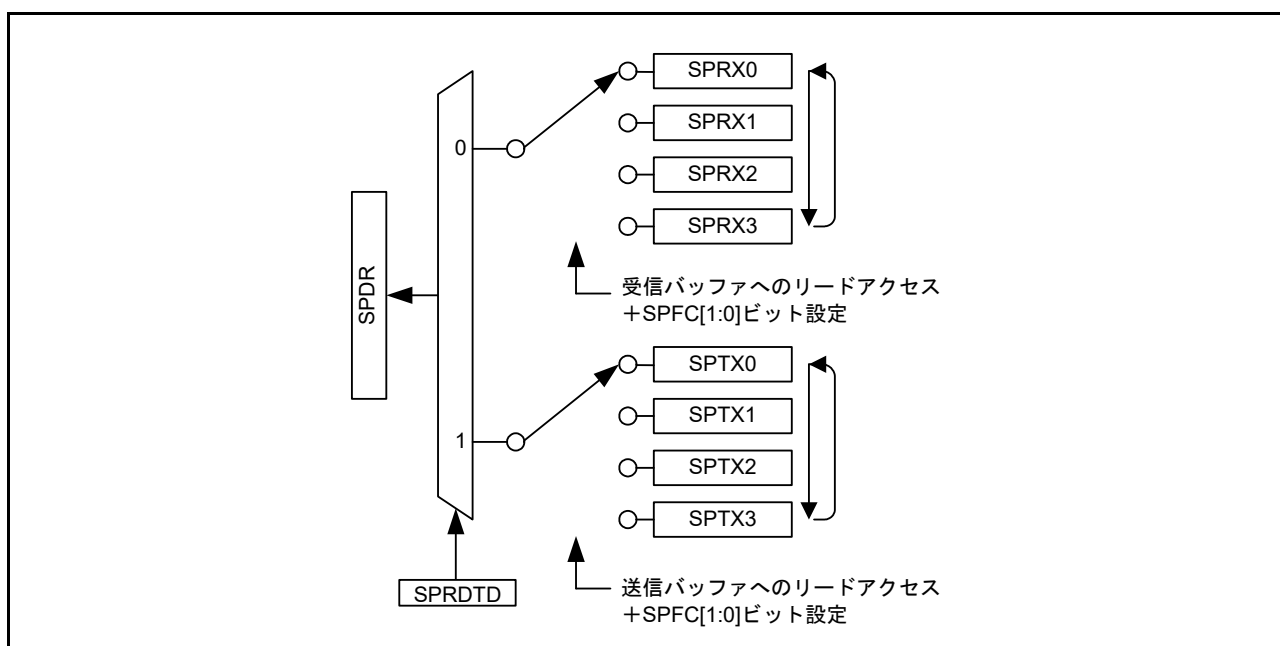 SPRX0
SPRX1
0
SPRX2
SPRX3
SPDR
受信バッファへのリードアクセス
+SPFC[1:0]ビット設定
SPTX0
SPTX1
1
SPTX2
SPTX3
SPRDTD
送信バッファへのリードアクセス
+SPFC[1:0]ビット設定